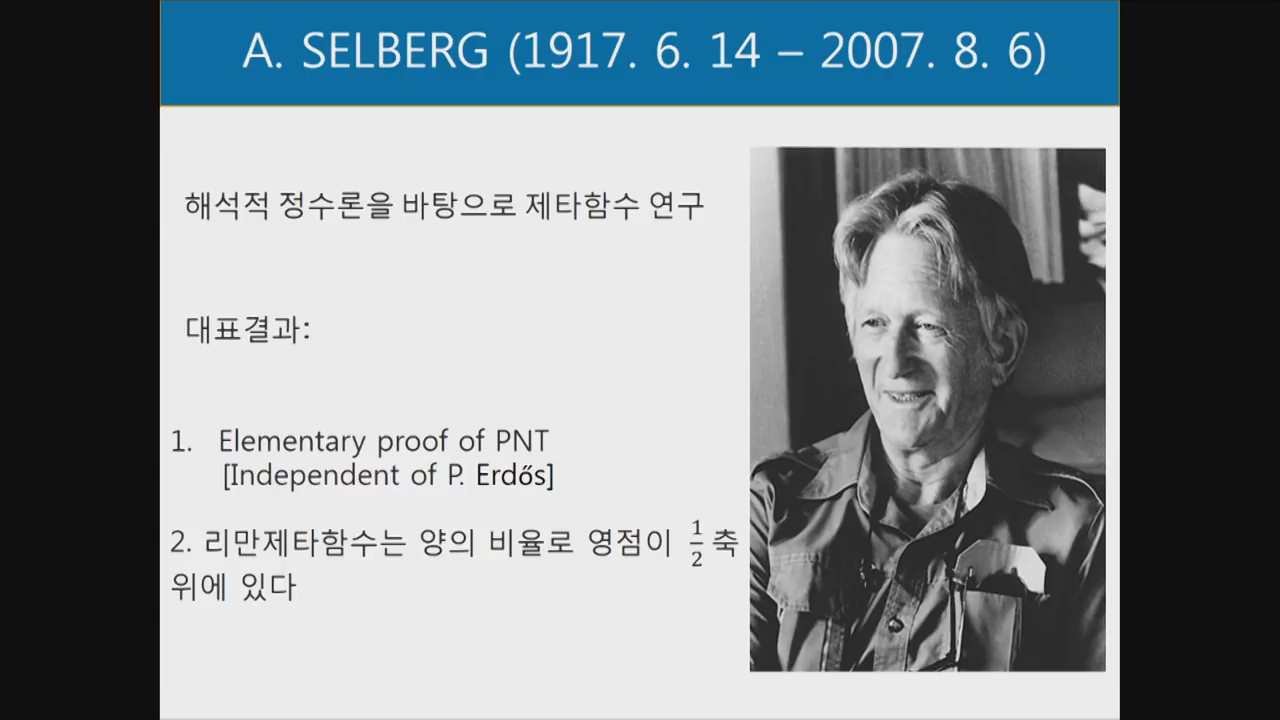 A. SELBERG (1917. 6. 14 – 2007. 8. 6)
해석적 정수론을 바탕으로 제타함수 연구
대표결과:
1. Elementary proof of PNT
[Independent of P. Erdős]
2. 리만제타함수는 양의 비율로 영점이 1/2 축
위에 있다